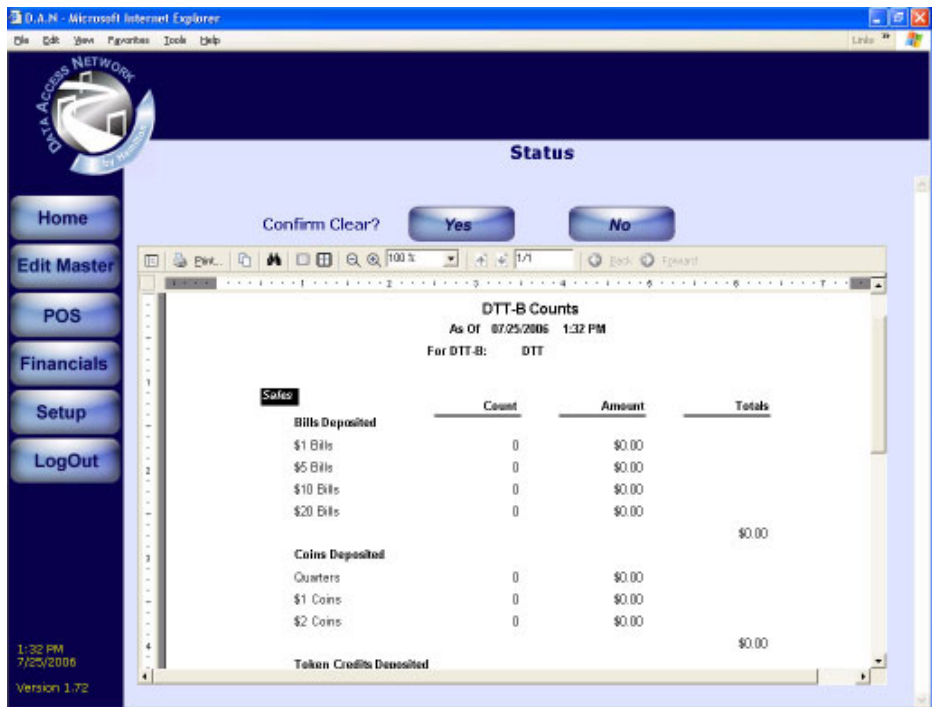 D.A.N - Microsoft Internet Explorer
File Edit View Favorites Tools Help
Links »
DATA ACCESS NETWORK
by Hamilton
Status
Home
Edit Master
POS
Financials
Setup
LogOut
Confirm Clear? Yes No
Print.. 100 % 1/1 Back Forward
DTT-B Counts
As Of 07/25/2006 1:32 PM
For DTT-B: DTT
Sales
Count Amount Totals
Bills Deposited
$1 Bills 0 $0.00
$5 Bills 0 $0.00
$10 Bills 0 $0.00
$20 Bills 0 $0.00
$0.00
Coins Deposited
Quarters 0 $0.00
$1 Coins 0 $0.00
$2 Coins 0 $0.00
$0.00
Token Credits Deposited
1:32 PM
7/25/2006
Version 1.72